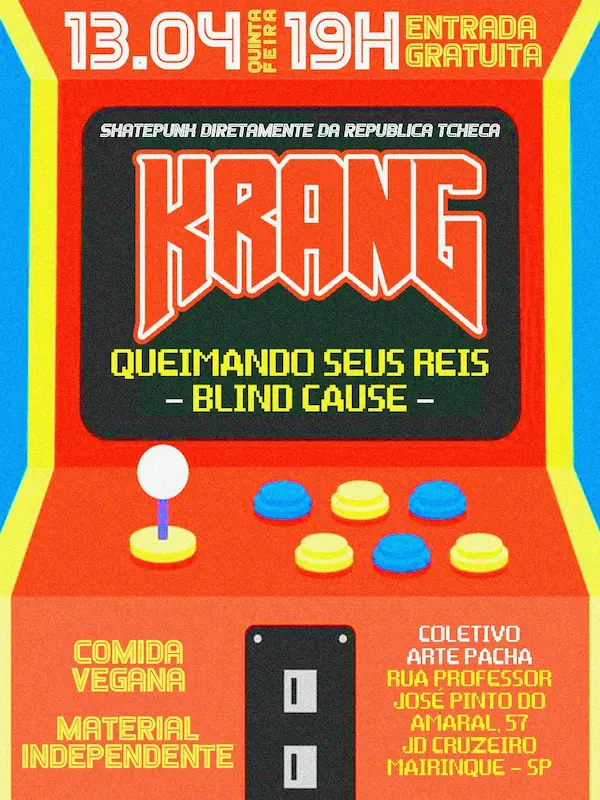 13.04 QUINTA FEIRA 19H ENTRADA GRATUITA
SKATEPUNK DIRETAMENTE DA REPUBLICA TCHECA
KRANG
QUEIMANDO SEUS REIS
- BLIND CAUSE -
COMIDA
VEGANA
MATERIAL
INDEPENDENTE
COLETIVO
ARTE PACHA
RUA PROFESSOR
JOSÉ PINTO DO
AMARAL, 57
JD CRUZEIRO
MAIRINQUE - SP